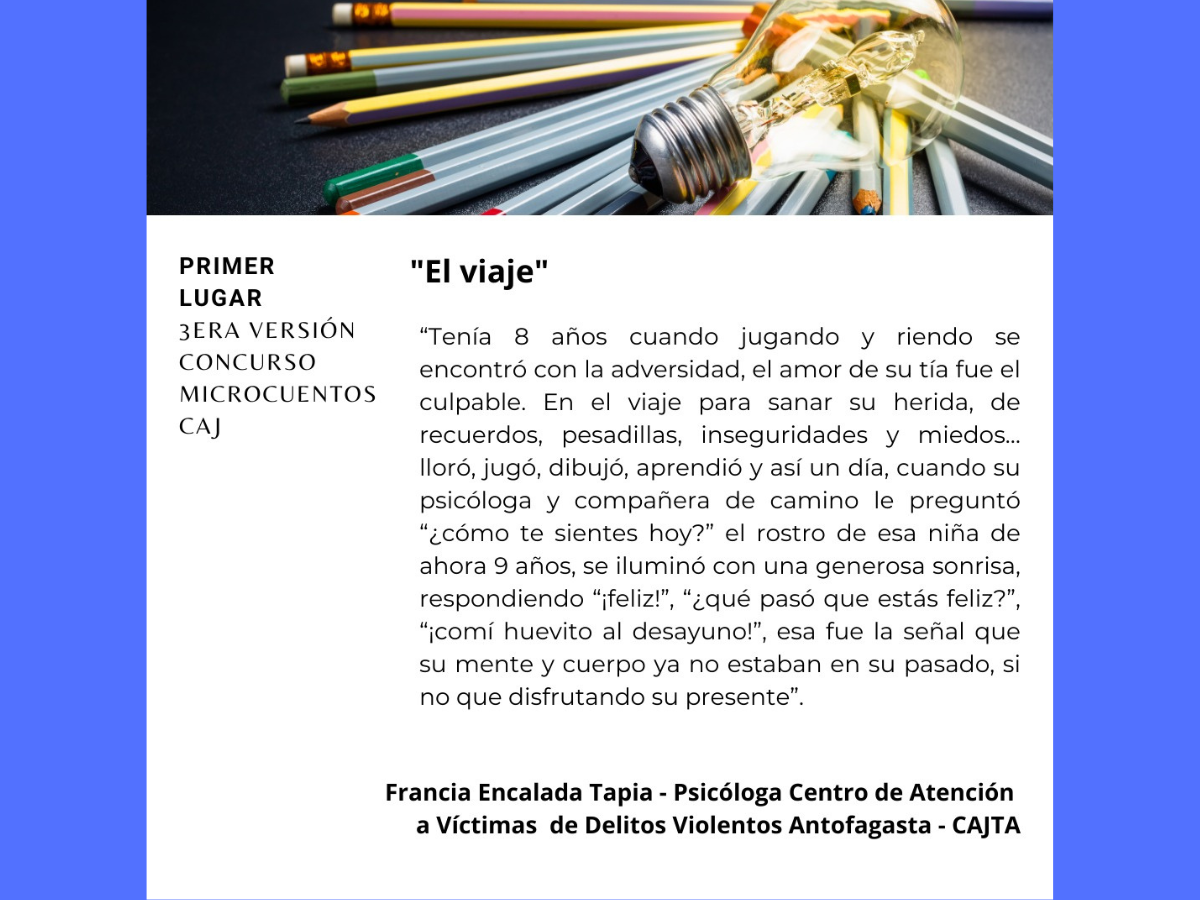 PRIMER
LUGAR
3ERA VERSIÓN
CONCURSO
MICROCUENTOS
CAJ
"El viaje"
“Tenía 8 años cuando jugando y riendo se
encontró con la adversidad, el amor de su tía fue el
culpable. En el viaje para sanar su herida, de
recuerdos, pesadillas, inseguridades y miedos...
lloró, jugó, dibujó, aprendió y así un día, cuando su
psicóloga y compañera de camino le preguntó
“¿cómo te sientes hoy?” el rostro de esa niña de
ahora 9 años, se iluminó con una generosa sonrisa,
respondiendo “¡feliz!”, “¿qué pasó que estás feliz?”,
“¡comí huevito al desayuno!”, esa fue la señal que
su mente y cuerpo ya no estaban en su pasado, si
no que disfrutando su presente”.
Francia Encalada Tapia - Psicóloga Centro de Atención
a Víctimas de Delitos Violentos Antofagasta - CAJTA